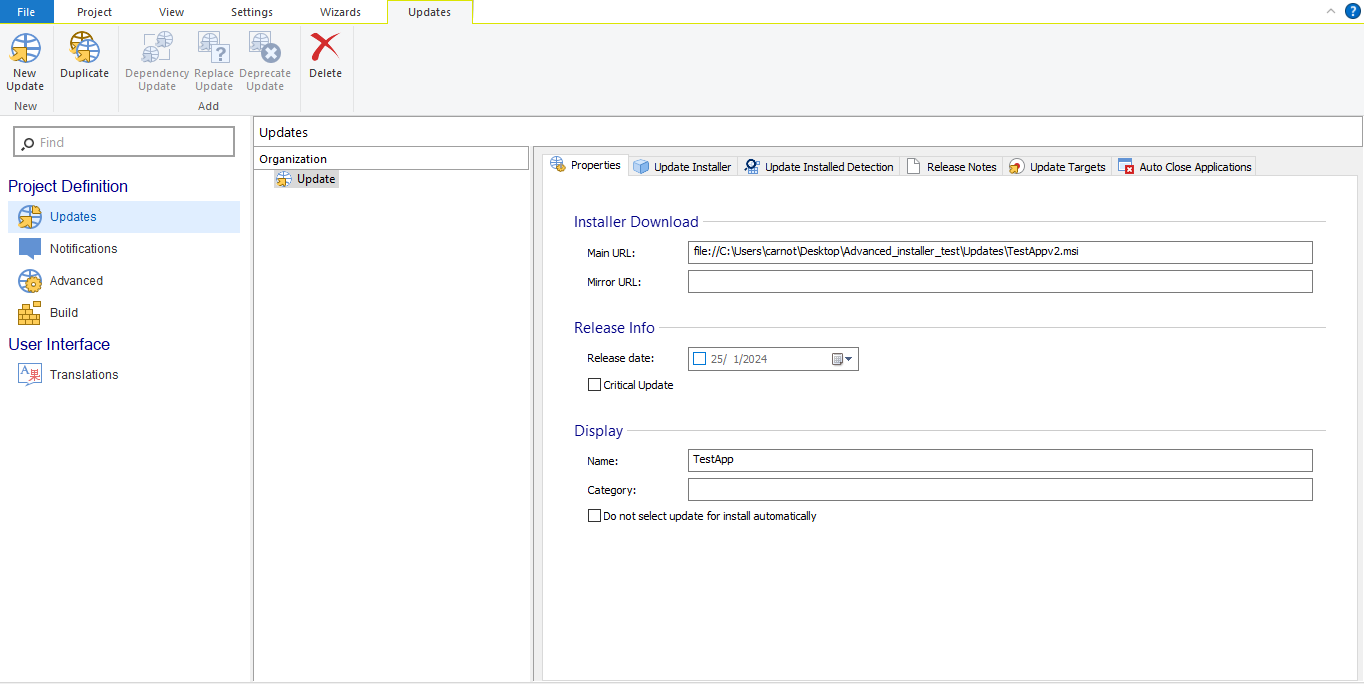 File Project View Settings Wizards Updates
New Update
Duplicate
Dependency Update
Replace Update
Deprecate Update
Delete
New
Add
Find
Project Definition
Updates
Notifications
Advanced
Build
User Interface
Translations
Updates
Organization
Update
Properties Update Installer Update Installed Detection Release Notes Update Targets Auto Close Applications
Installer Download
Main URL: file://C:\Users\carnot\Desktop\Advanced_installer_test\Updates\TestAppv2.msi
Mirror URL:
Release Info
Release date: 25/ 1/2024
Critical Update
Display
Name: TestApp
Category:
Do not select update for install automatically